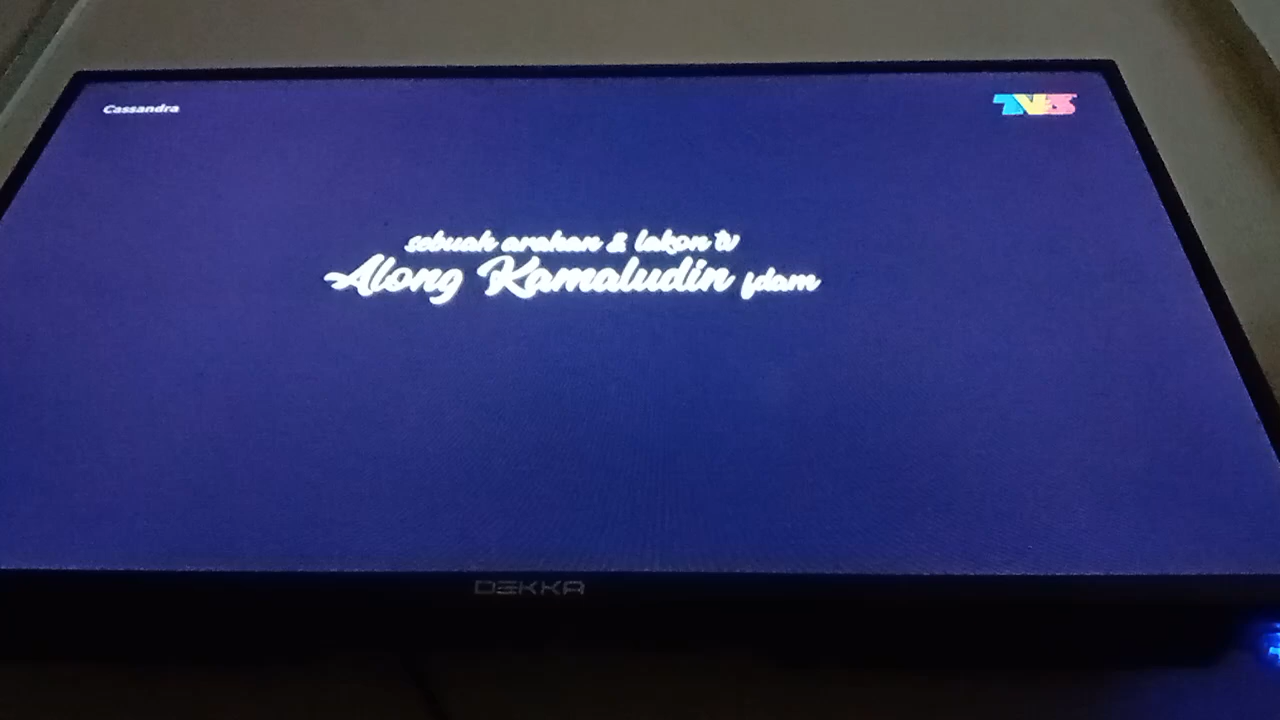 Cassandra
TV3
sebuah arahan & lakon tv
Along Kamaludin fdam
DEKKA